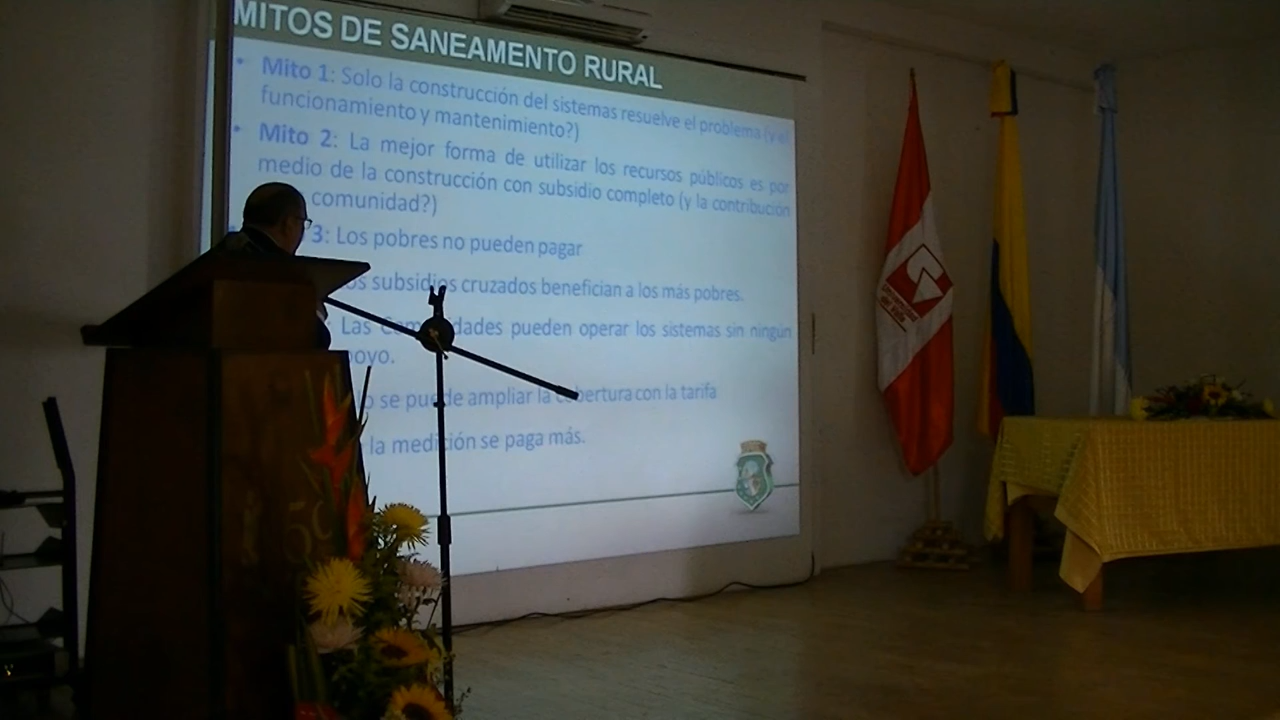 MITOS DE SANEAMENTO RURAL
• Mito 1: Solo la construcción del sistemas resuelve el problema (y el
funcionamiento y mantenimiento?)
• Mito 2: La mejor forma de utilizar los recursos públicos es por
medio de la construcción con subsidio completo (y la contribución
comunidad?)
3: Los pobres no pueden pagar
os subsidios cruzados benefician a los más pobres.
: Las dades pueden operar los sistemas sin ningún
poyo.
o se puede ampliar la cobertura con la tarifa
la medición se paga más.